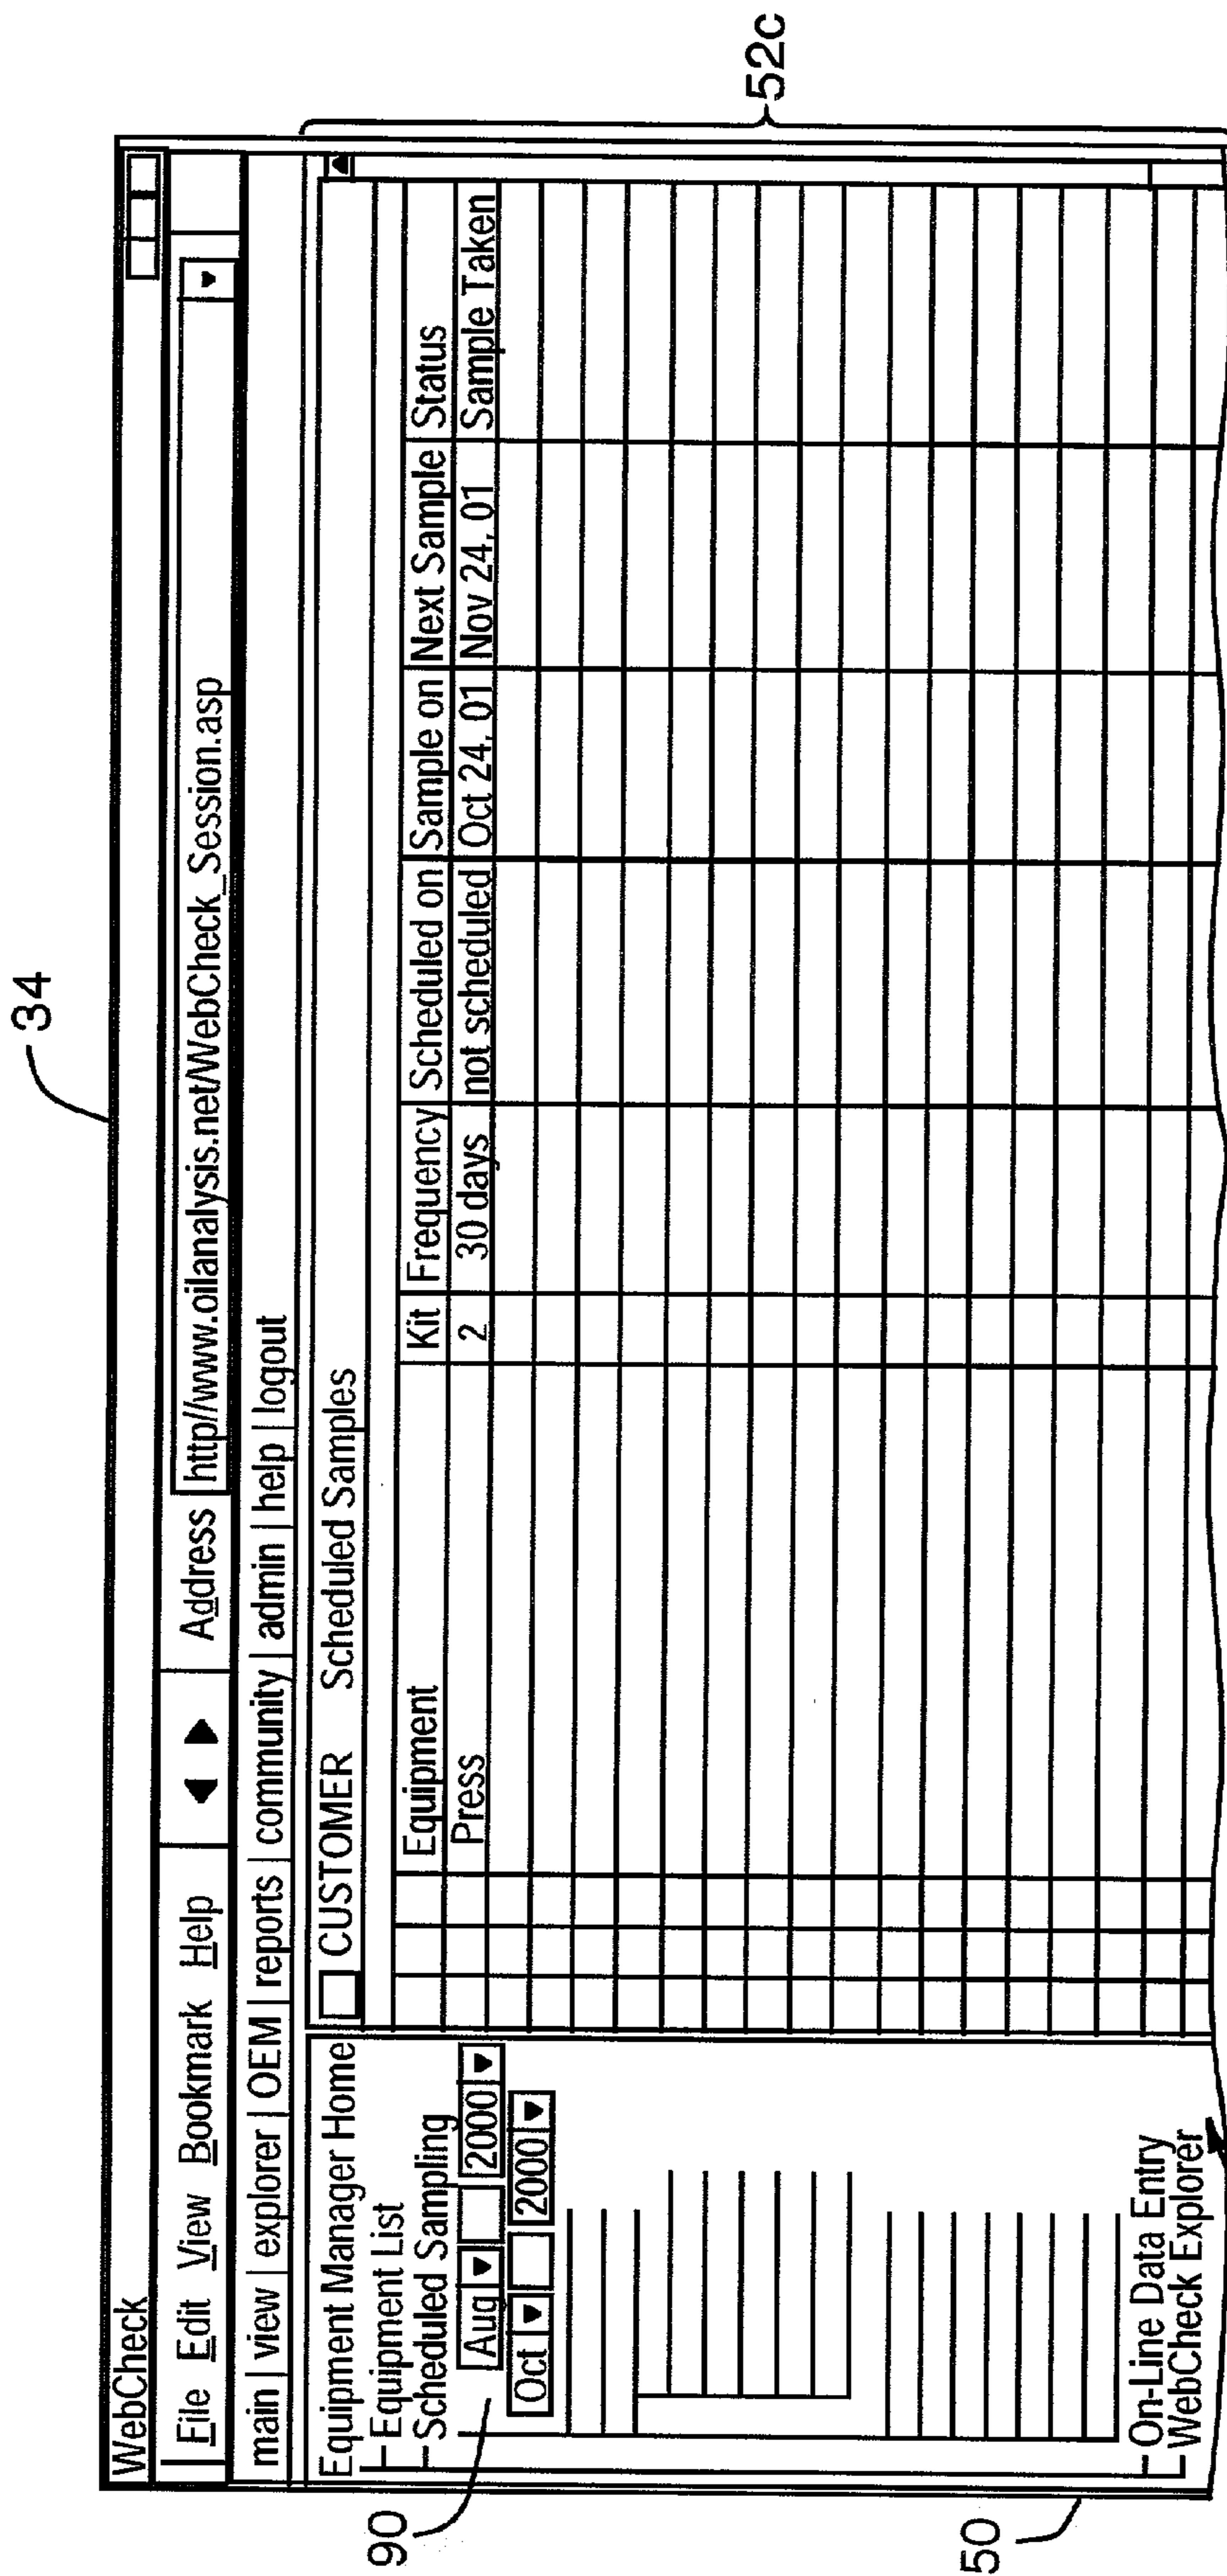 34
WebCheck
File Edit View Bookmark Help Address http//www.oilanalysis.net/WebCheck_Session.asp
main | view | explorer | OEM | reports | community | admin | help | logout
52c
Equipment Manager Home
Equipment List
Scheduled Sampling
Aug 2000
Oct 2000
90
On-Line Data Entry
WebCheck Explorer
50
CUSTOMER Scheduled Samples
Equipment Kit Frequency Scheduled on Sample on Next Sample Status
Press 2 30 days not scheduled Oct 24, 01 Nov 24, 01 Sample Taken